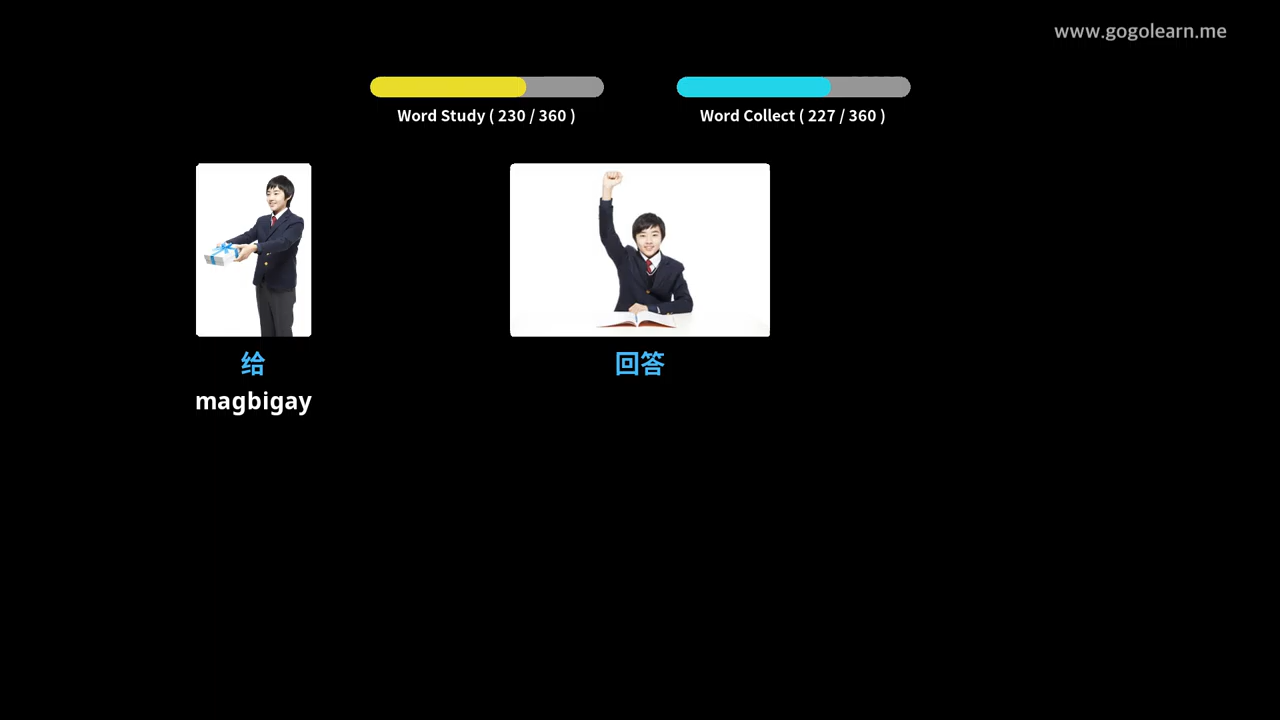 www.gogolearn.me
Word Study ( 230 / 360 )
Word Collect ( 227 / 360 )
给
回答
magbigay